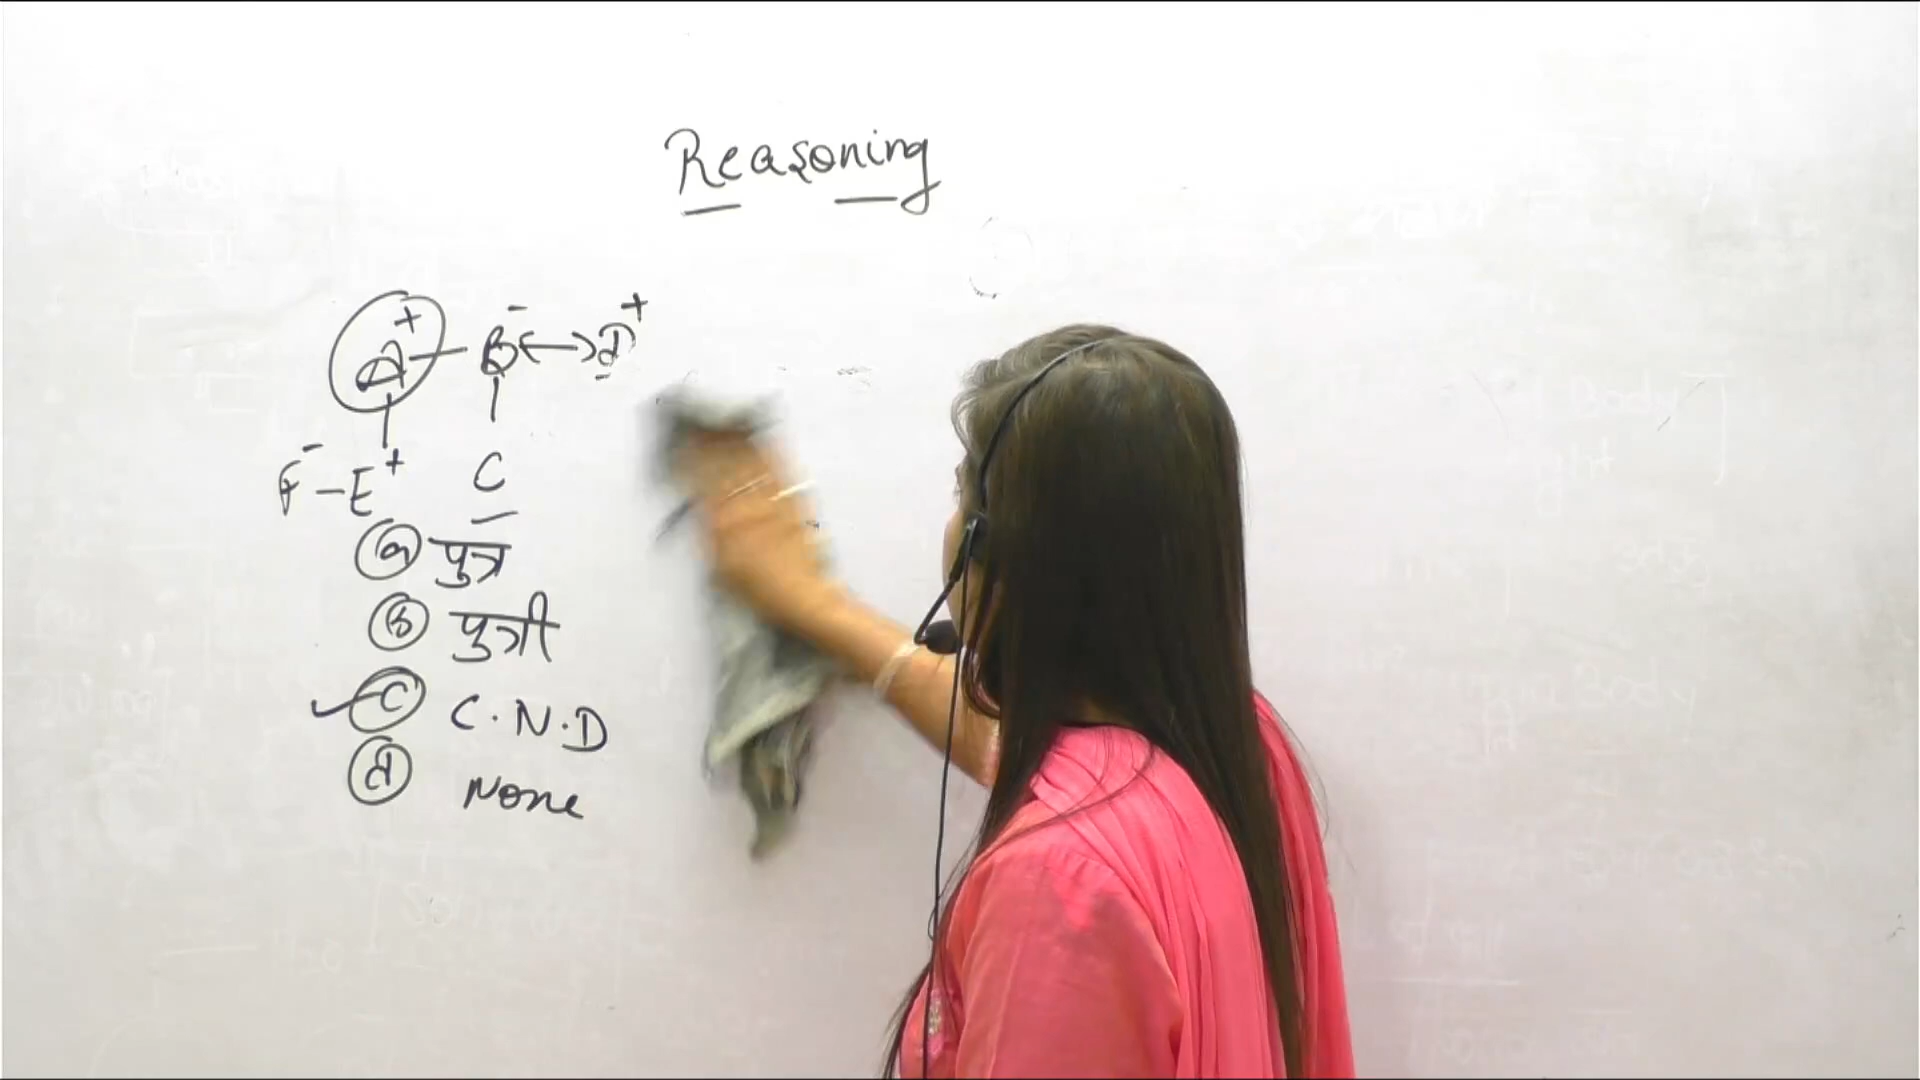 Reasoning
A+ - B- <-> D+
F- - E+ C
(a) पुत्र
(b) पुत्री
✓ (c) C.N.D
(d) None